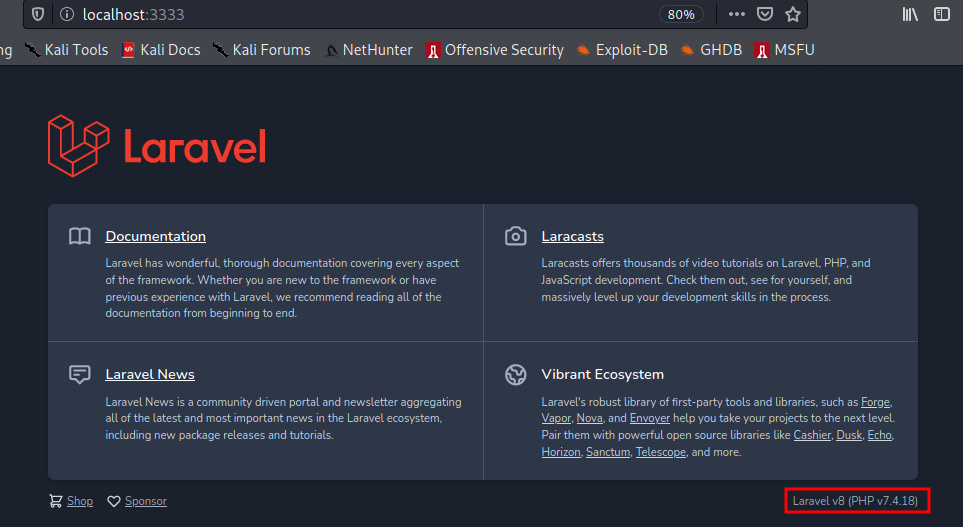 localhost:3333
80%
ng Kali Tools Kali Docs Kali Forums NetHunter Offensive Security Exploit-DB GHDB MSFU
Laravel
Documentation
Laravel has wonderful, thorough documentation covering every aspect
of the framework. Whether you are new to the framework or have
previous experience with Laravel, we recommend reading all of the
documentation from beginning to end.
Laracasts
Laracasts offers thousands of video tutorials on Laravel, PHP, and
JavaScript development. Check them out, see for yourself, and
massively level up your development skills in the process.
Laravel News
Laravel News is a community driven portal and newsletter aggregating
all of the latest and most important news in the Laravel ecosystem,
including new package releases and tutorials.
Vibrant Ecosystem
Laravel's robust library of first-party tools and libraries, such as Forge,
Vapor, Nova, and Envoyer help you take your projects to the next level.
Pair them with powerful open source libraries like Cashier, Dusk, Echo,
Horizon, Sanctum, Telescope, and more.
Shop Sponsor
Laravel v8 (PHP v7.4.18)